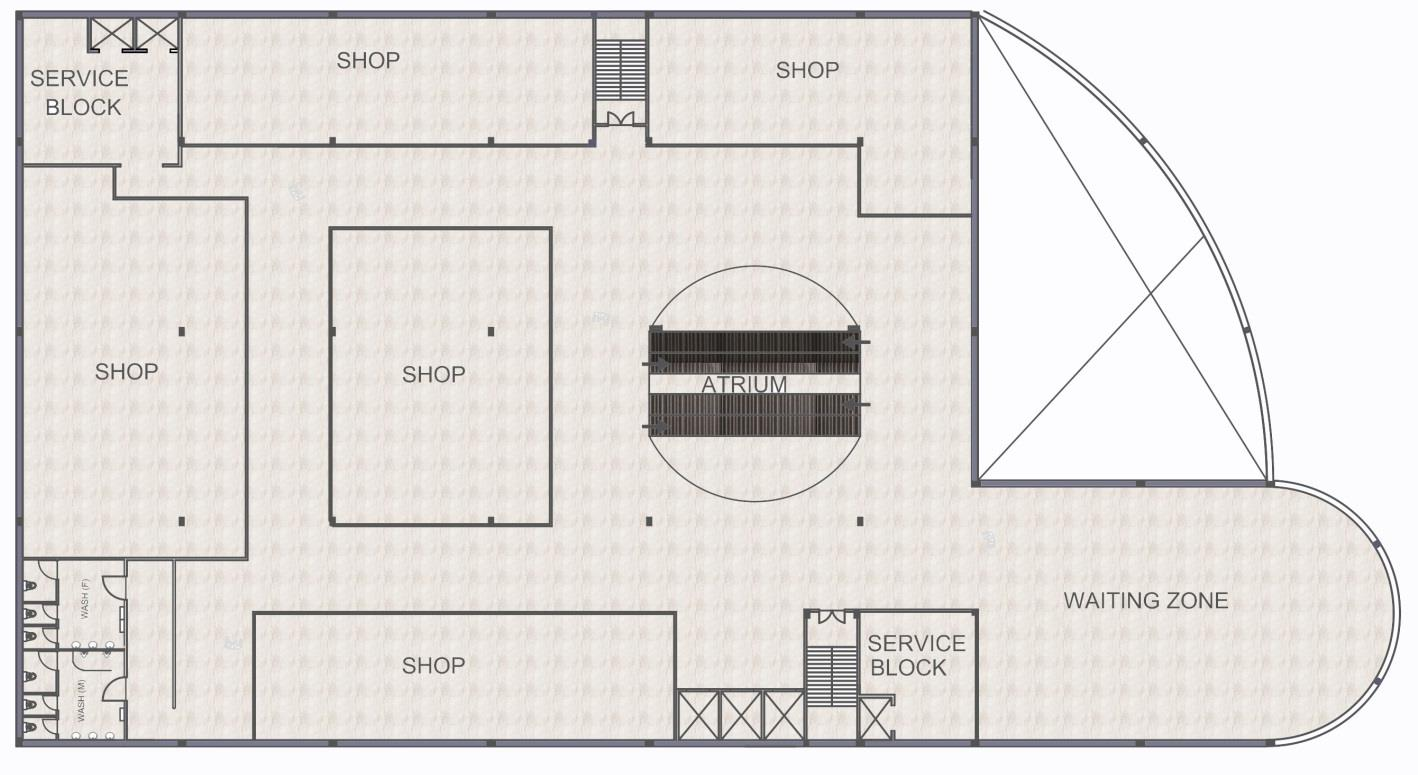 SHOP
SHOP
SERVICE
BLOCK
SHOP
SHOP
ATRIUM
WASH (F)
WAITING ZONE
SERVICE
BLOCK
SHOP
WASH (M)